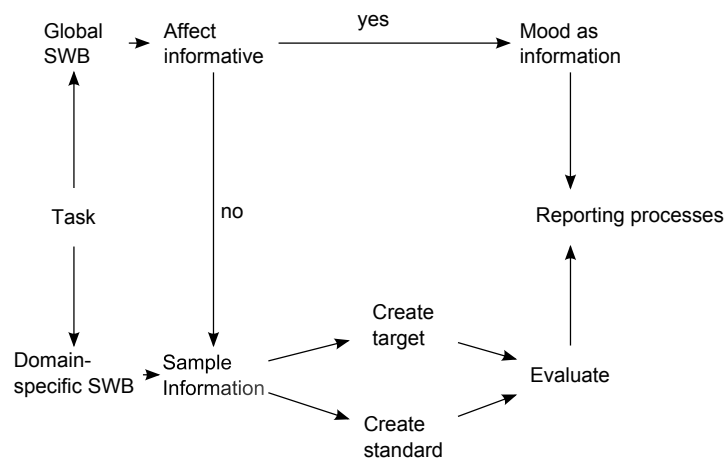 Global
SWB
Affect
informative
yes
Mood as
information
Task
no
Reporting processes
Create
target
Domain-
specific SWB
Sample
Information
Evaluate
Create
standard